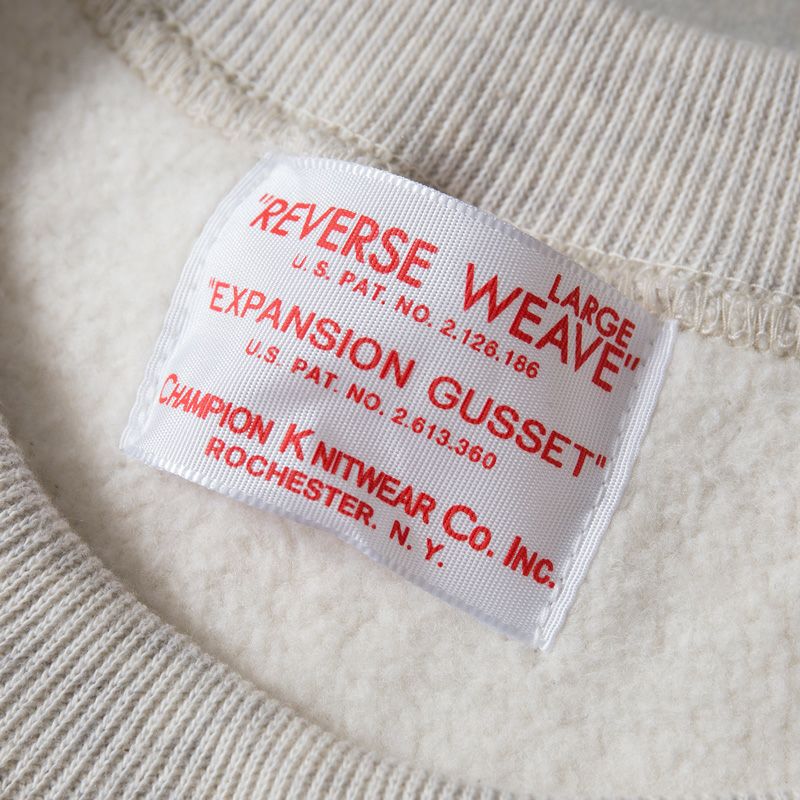 "REVERSE WEAVE"
LARGE
U.S. PAT. NO. 2.126.186
"EXPANSION GUSSET"
U.S. PAT. NO. 2.613.360
CHAMPION KNITWEAR CO. INC.
ROCHESTER. N. Y.